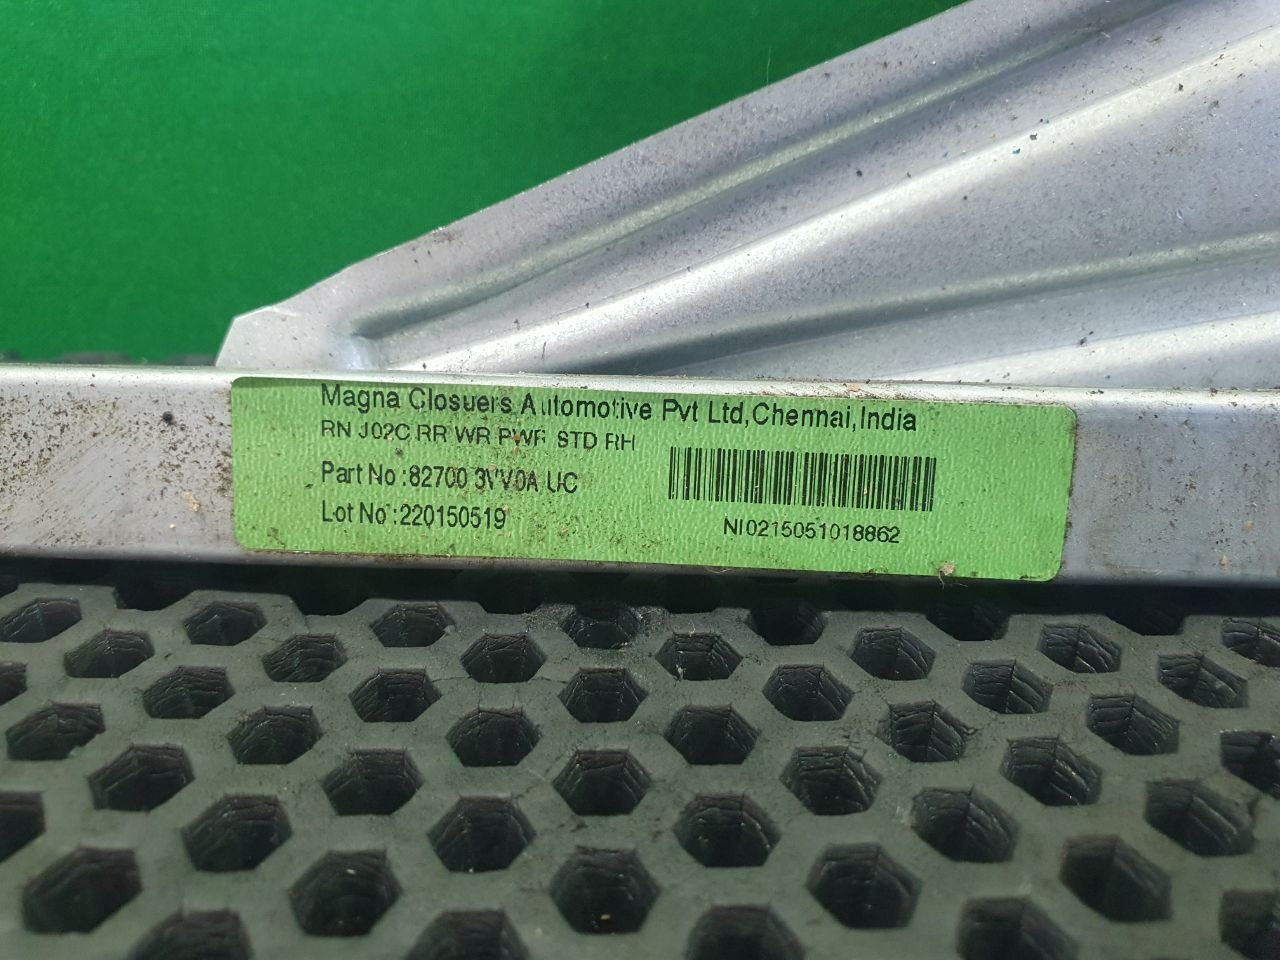 Magna Closuers Automotive Pvt Ltd,Chennai,India
RN J02C RR WR PWR STD RH
Part No :82700 3VV0A UC
Lot No :220150519
NI0215051018862